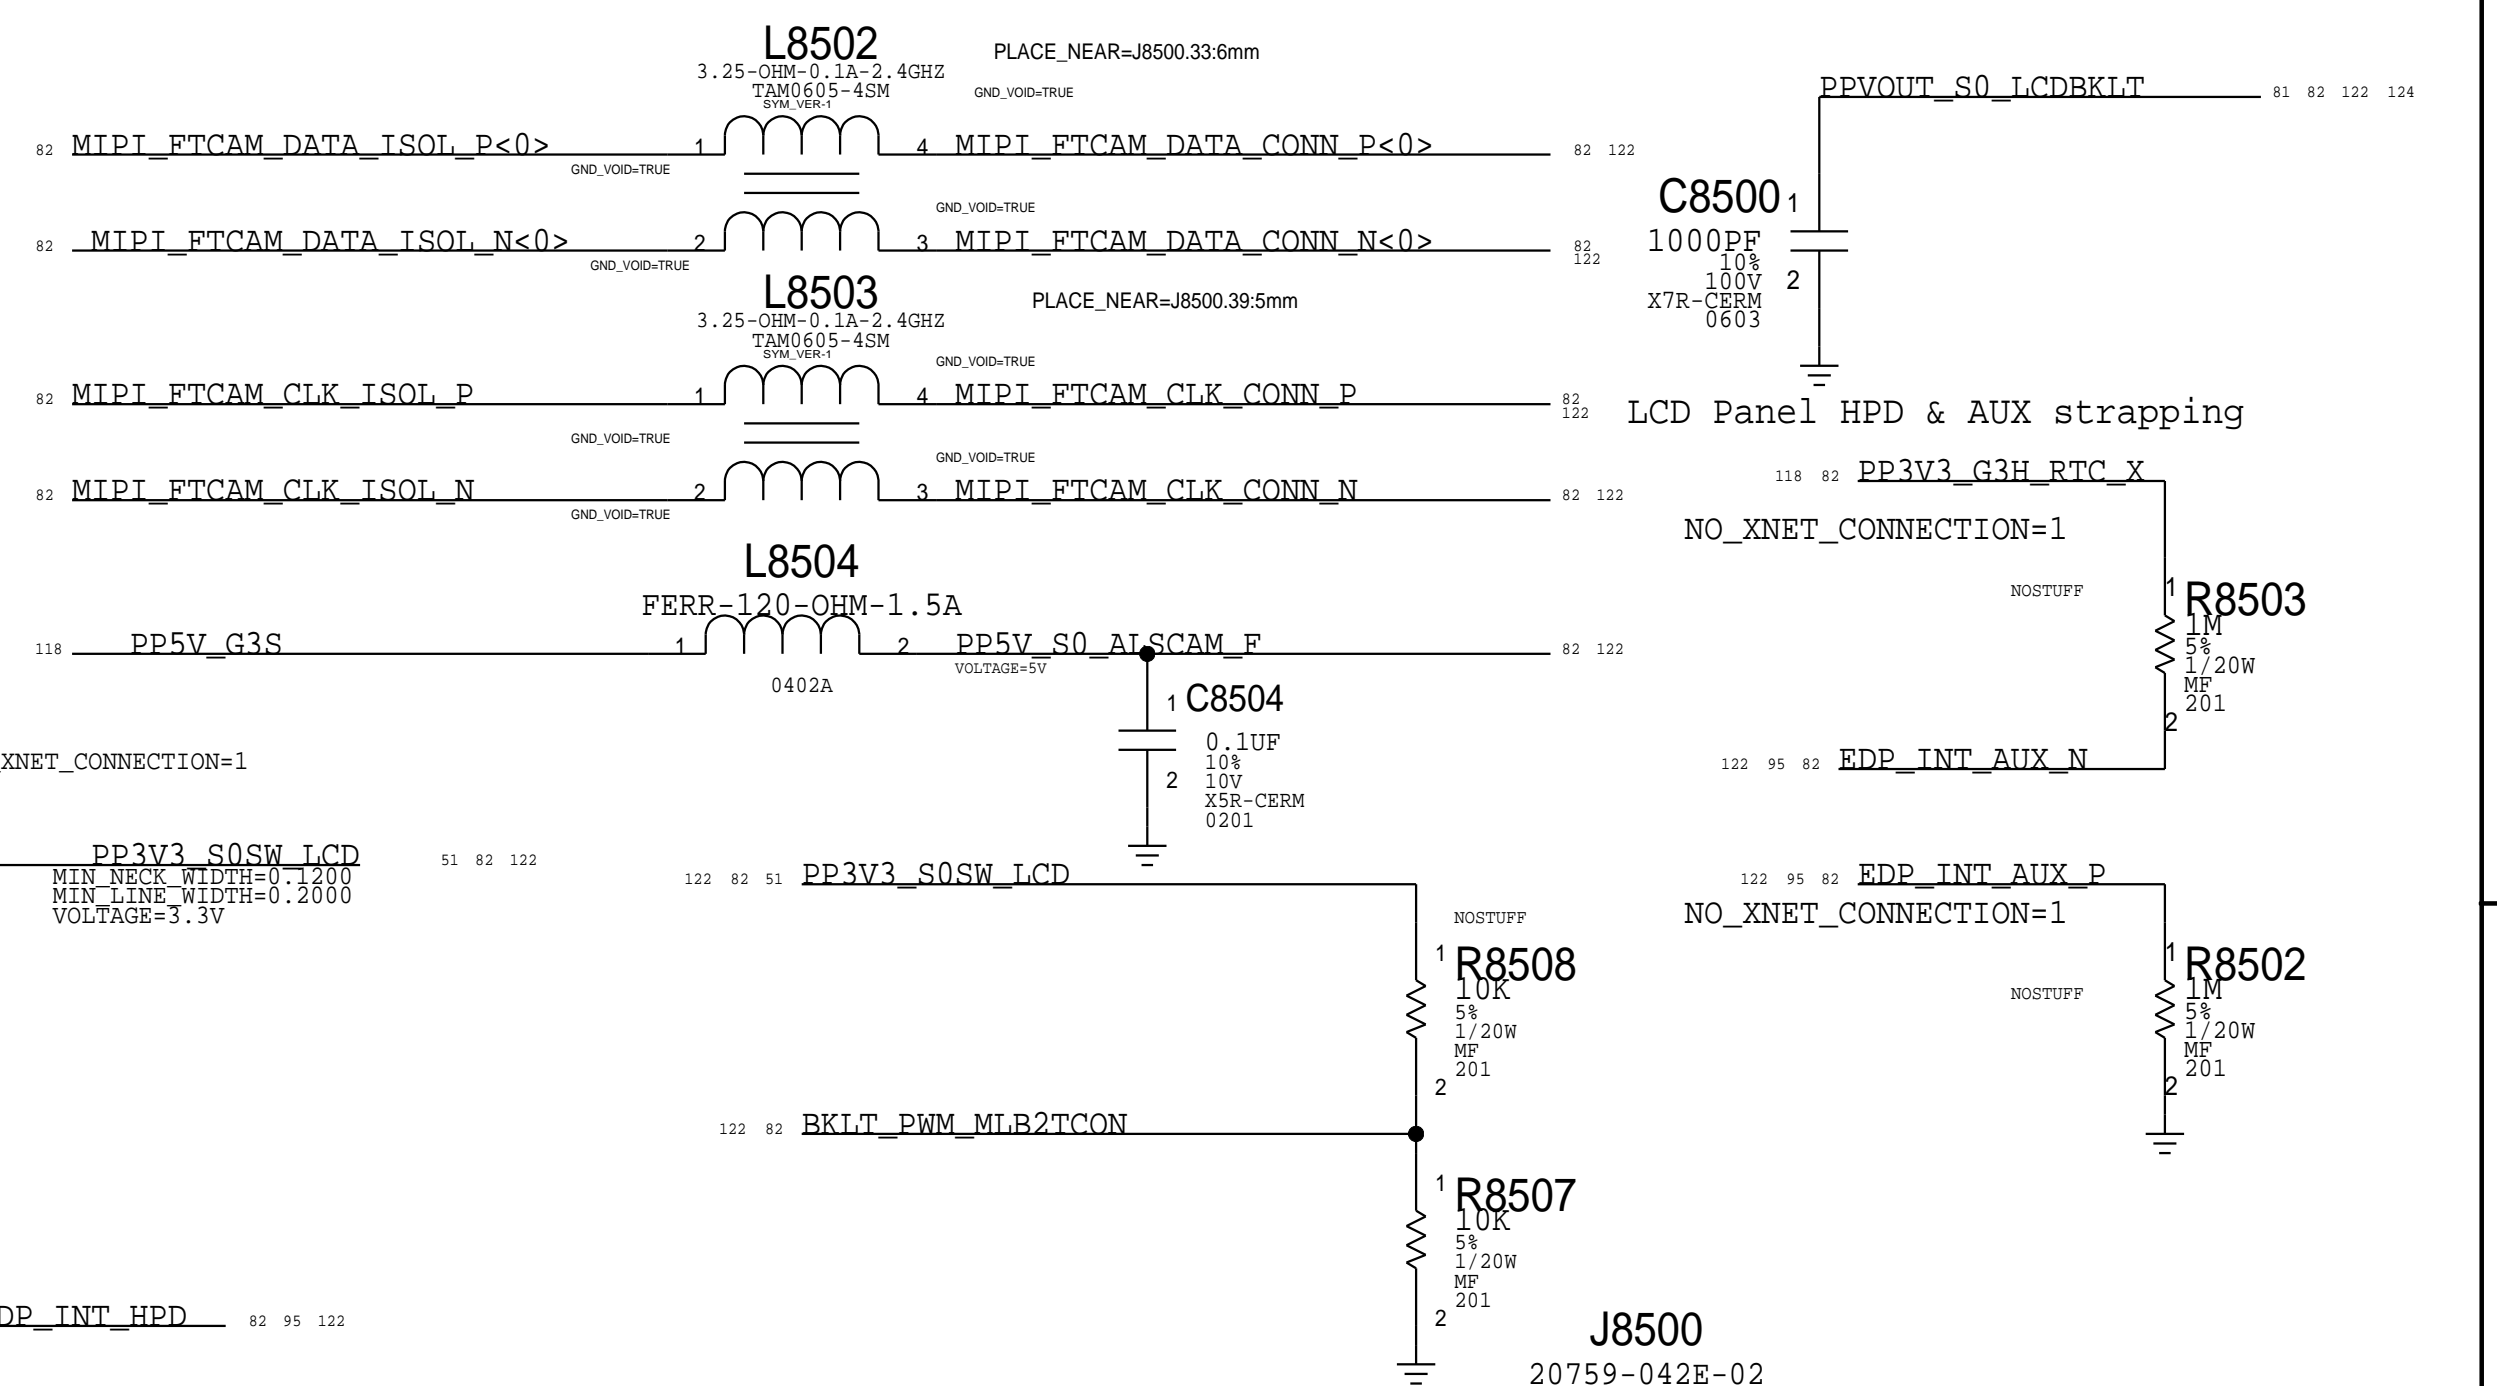 L8502
3.25-OHM-0.1A-2.4GHZ
TAM0605-4SM
SYM_VER-1
PLACE_NEAR=J8500.33:6mm
GND_VOID=TRUE
82 MIPI_FTCAM_DATA_ISOL_P<0> 1 4 MIPI_FTCAM_DATA_CONN_P<0> 82 122
GND_VOID=TRUE
GND_VOID=TRUE
82 MIPI_FTCAM_DATA_ISOL_N<0> 2 3 MIPI_FTCAM_DATA_CONN_N<0> 82
122
GND_VOID=TRUE
L8503
3.25-OHM-0.1A-2.4GHZ
TAM0605-4SM
SYM_VER-1
PLACE_NEAR=J8500.39:5mm
GND_VOID=TRUE
82 MIPI_FTCAM_CLK_ISOL_P 1 4 MIPI_FTCAM_CLK_CONN_P 82
122
GND_VOID=TRUE
GND_VOID=TRUE
82 MIPI_FTCAM_CLK_ISOL_N 2 3 MIPI_FTCAM_CLK_CONN_N 82 122
GND_VOID=TRUE
L8504
FERR-120-OHM-1.5A
118 PP5V_G3S 1 2 PP5V_S0_ALSCAM_F 82 122
VOLTAGE=5V
0402A
1 C8504
0.1UF
10%
2 10V
X5R-CERM
0201
XNET_CONNECTION=1
PP3V3_S0SW_LCD 51 82 122
MIN_NECK_WIDTH=0.1200
MIN_LINE_WIDTH=0.2000
VOLTAGE=3.3V
122 82 51 PP3V3_S0SW_LCD
NOSTUFF
1 R8508
10K
5%
1/20W
MF
201
2
122 82 BKLT_PWM_MLB2TCON
1 R8507
10K
5%
1/20W
MF
201
2
DP_INT_HPD 82 95 122
J8500
20759-042E-02
PPVOUT_S0_LCDBKLT 81 82 122 124
C8500 1
1000PF
10%
100V 2
X7R-CERM
0603
LCD Panel HPD & AUX strapping
118 82 PP3V3_G3H_RTC_X
NO_XNET_CONNECTION=1
NOSTUFF
1 R8503
1M
5%
1/20W
MF
201
2
122 95 82 EDP_INT_AUX_N
122 95 82 EDP_INT_AUX_P
NO_XNET_CONNECTION=1
1 R8502
NOSTUFF
1M
5%
1/20W
MF
201
2